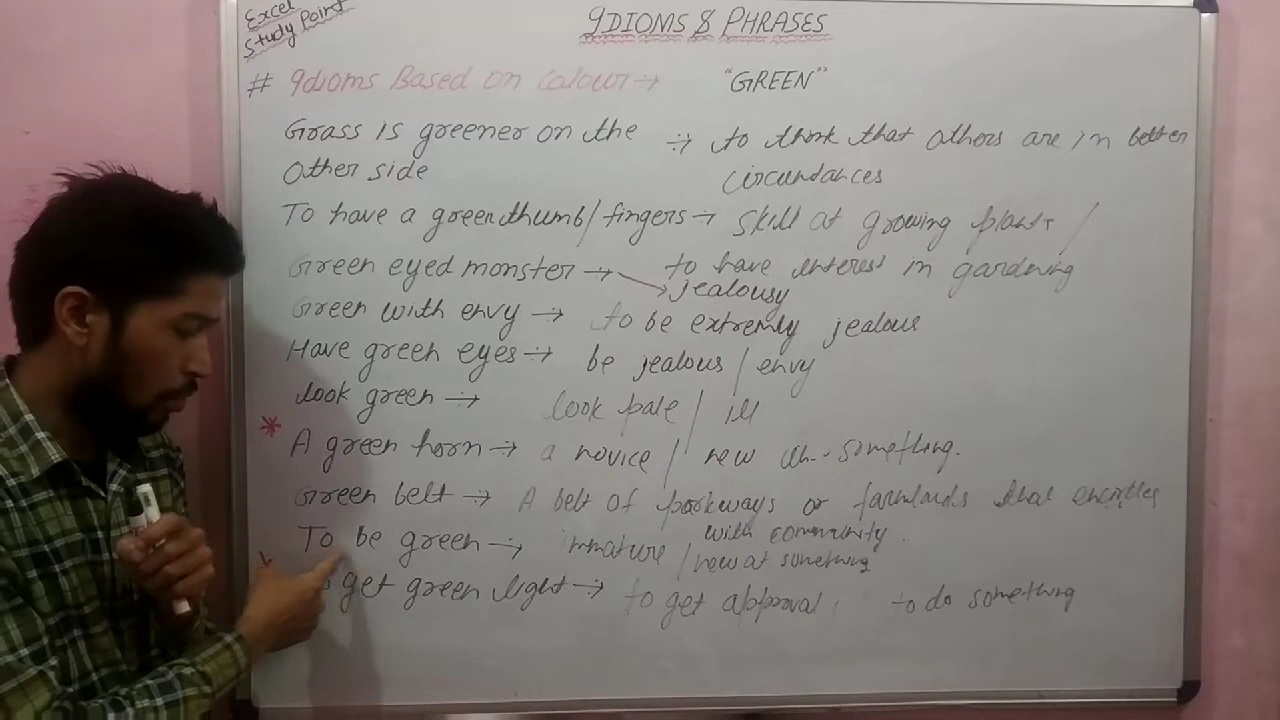 Excel
Study Point
IDIOMS & PHRASES
# Idioms Based on Colour → "GREEN"
Grass is greener on the → to think that others are in better
other side circumdances
To have a green thumb/fingers → skill at growing plants /
Green eyed monster → to have interest in gardening
→ jealousy
Green with envy → to be extremly jealous
Have green eyes → be jealous / envy
Look green → look pale / ill
* A green horn → a novice / new something.
Green belt → A belt of parkways or farmlands that encircles
with community.
To be green → immature / new at something
get green light → to get approval, to do something